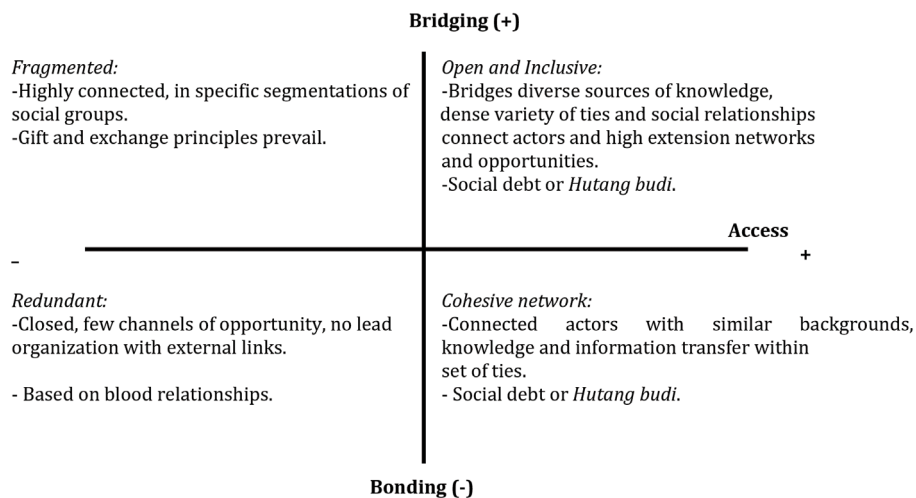 Bridging (+)
Fragmented:
-Highly connected, in specific segmentations of
social groups.
-Gift and exchange principles prevail.
Open and Inclusive:
-Bridges diverse sources of knowledge,
dense variety of ties and social relationships
connect actors and high extension networks
and opportunities.
-Social debt or Hutang budi.
Access
–
+
Redundant:
-Closed, few channels of opportunity, no lead
organization with external links.
- Based on blood relationships.
Cohesive network:
-Connected actors with similar backgrounds,
knowledge and information transfer within
set of ties.
- Social debt or Hutang budi.
Bonding (-)